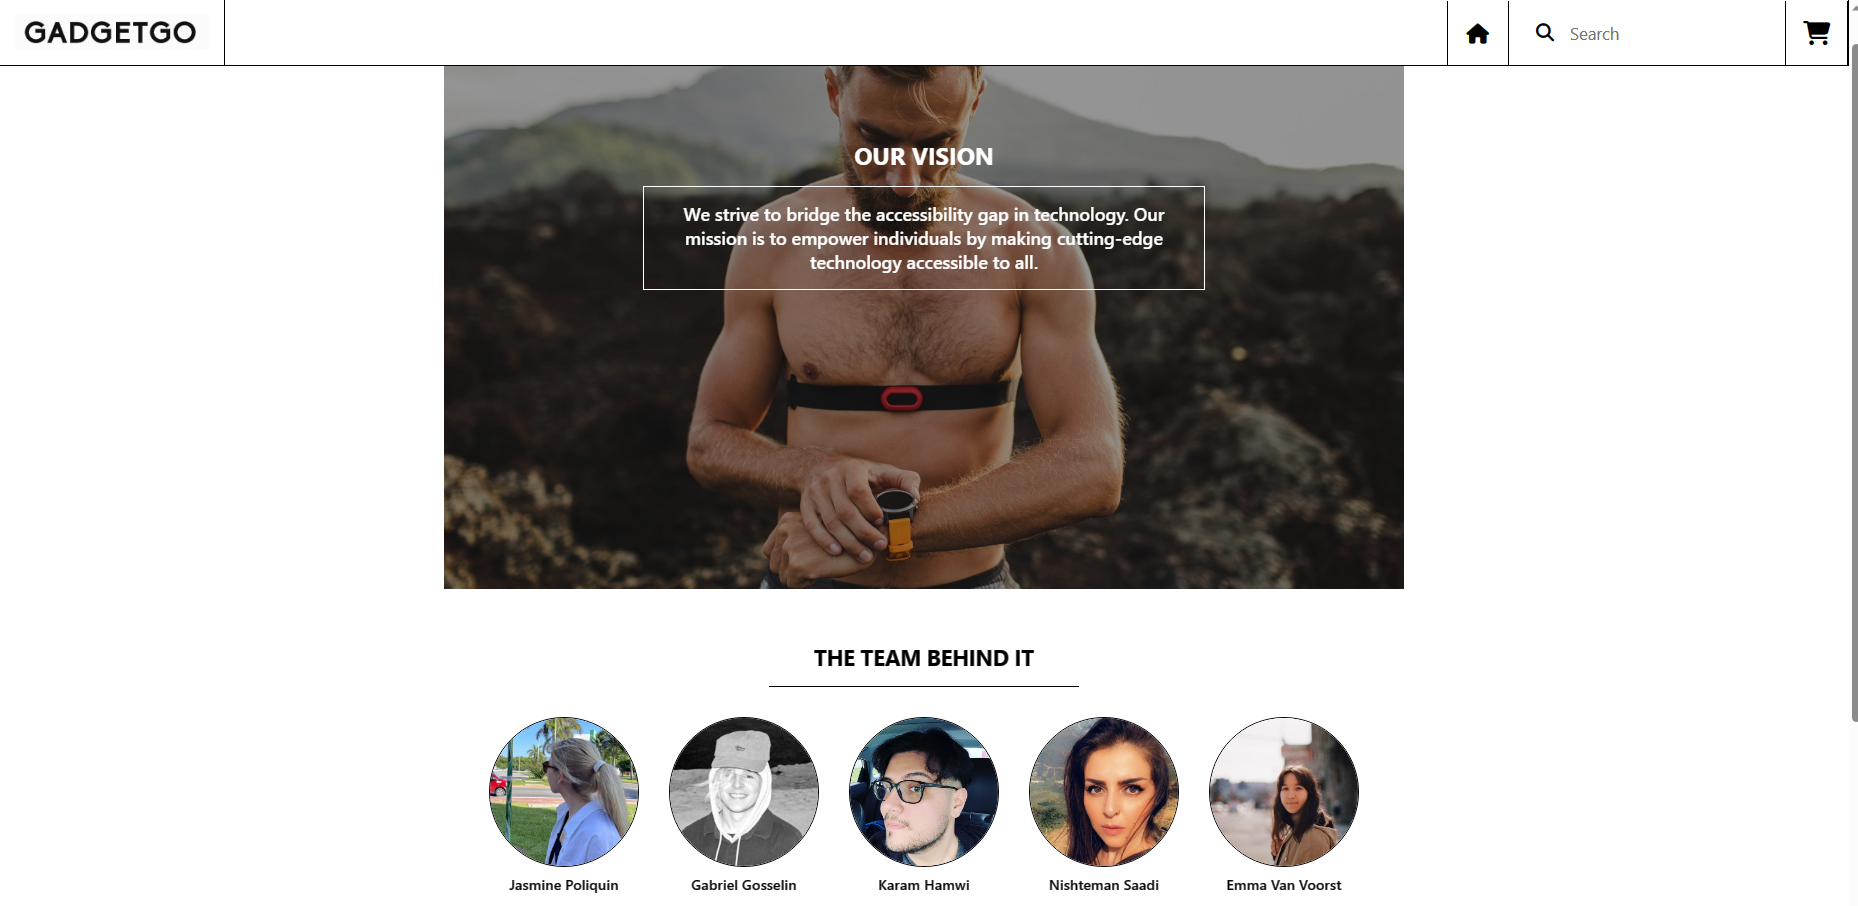 GADGETGO
Search
OUR VISION
We strive to bridge the accessibility gap in technology. Our
mission is to empower individuals by making cutting-edge
technology accessible to all.
THE TEAM BEHIND IT
Jasmine Poliquin
Gabriel Gosselin
Karam Hamwi
Nishteman Saadi
Emma Van Voorst